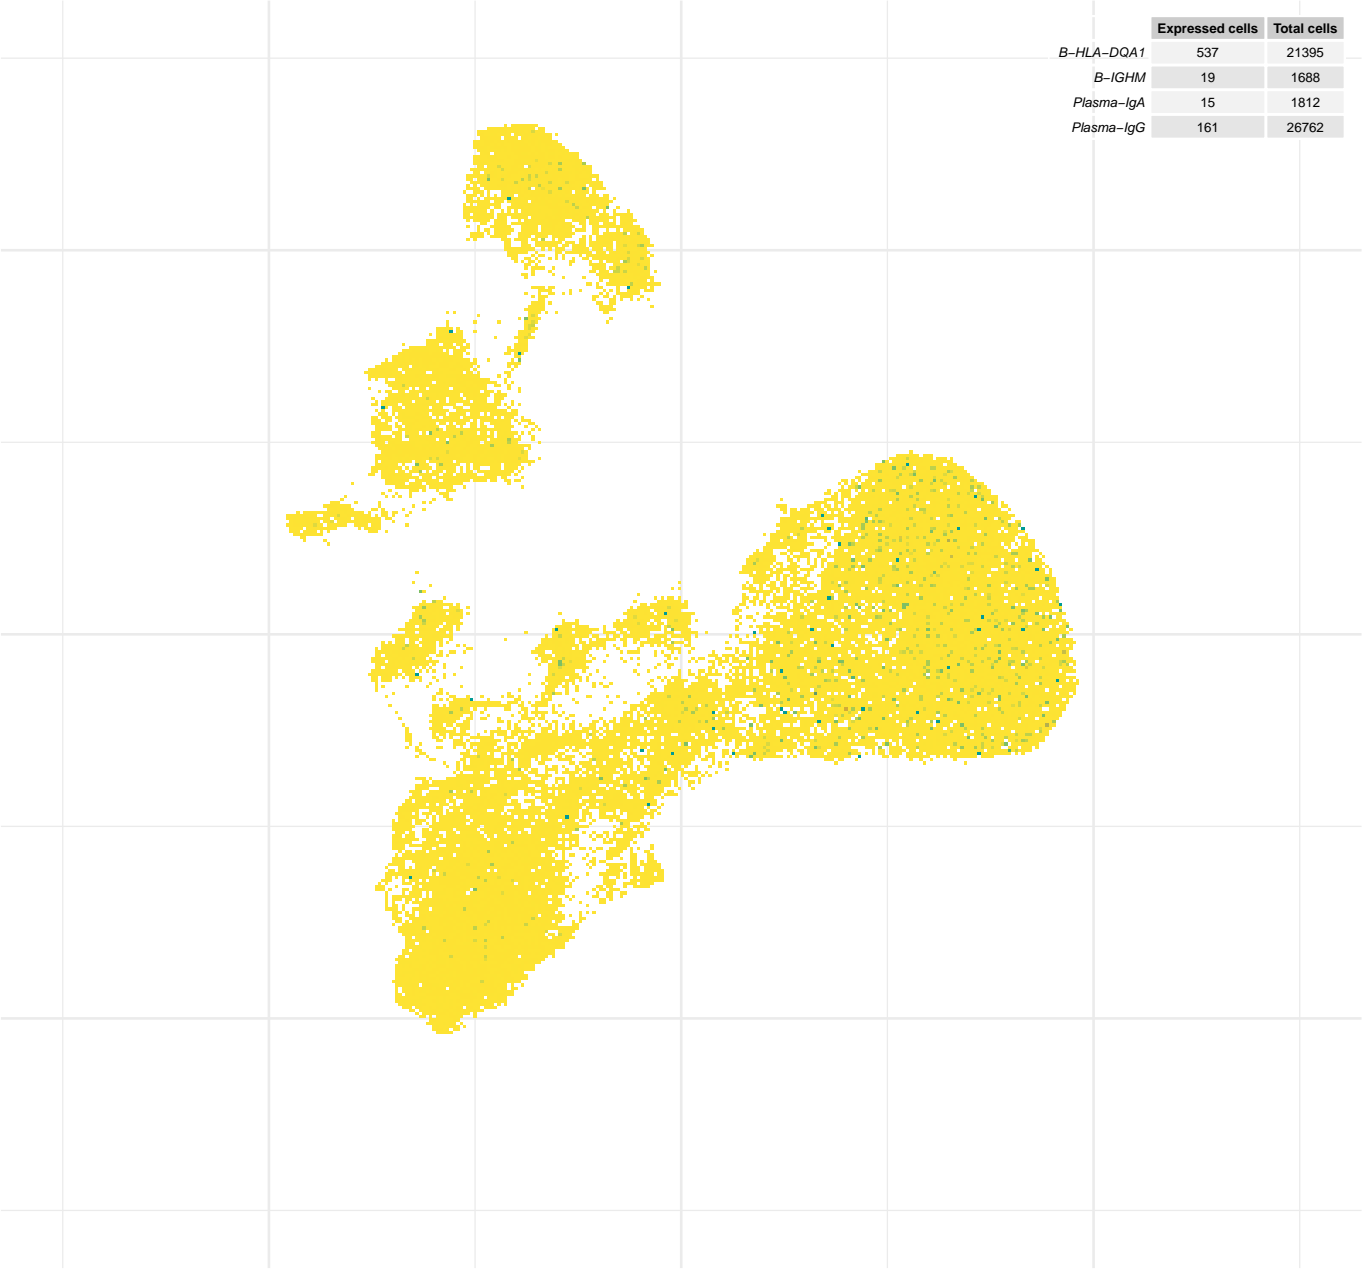 Expressed cells Total cells
B−HLA−DQA1 537 21395
B−IGHM 19 1688
Plasma−IgA 15 1812
Plasma−IgG 161 26762